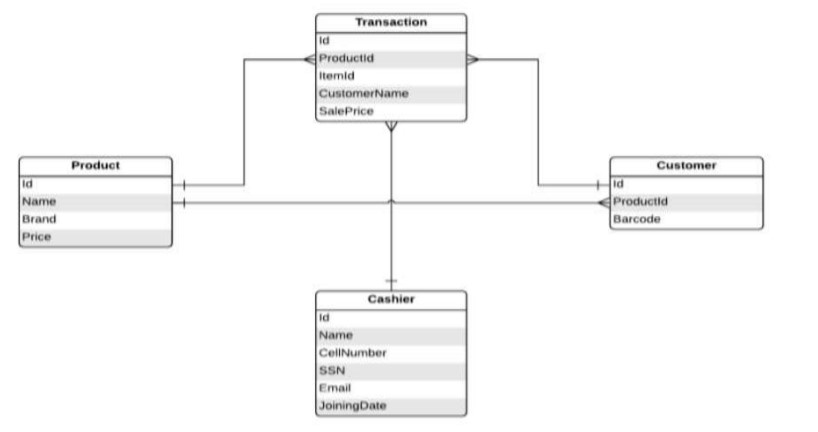 Transaction
Id
ProductId
ItemId
CustomerName
SalePrice
Product
Id
Name
Brand
Price
Customer
Id
ProductId
Barcode
Cashier
Id
Name
CellNumber
SSN
Email
JoiningDate